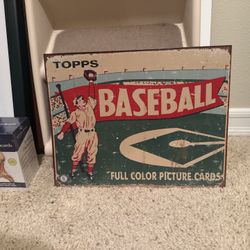 TOPPS
BASEBALL
"FULL COLOR PICTURE CARDS